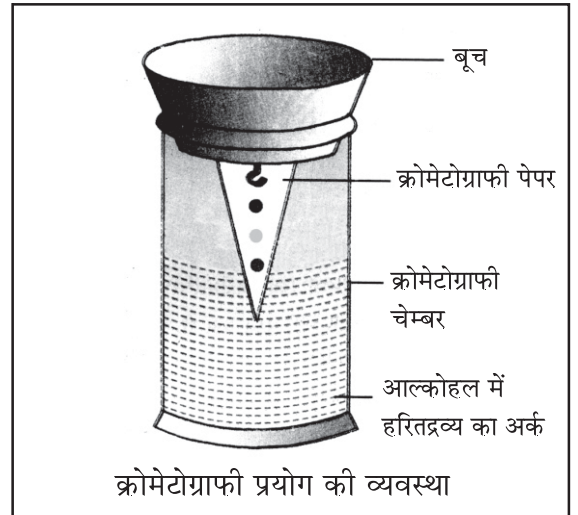 बूच
क्रोमेटोग्राफी पेपर
क्रोमेटोग्राफी
चेम्बर
आल्कोहल में
हरितद्रव्य का अर्क
क्रोमेटोग्राफी प्रयोग की व्यवस्था